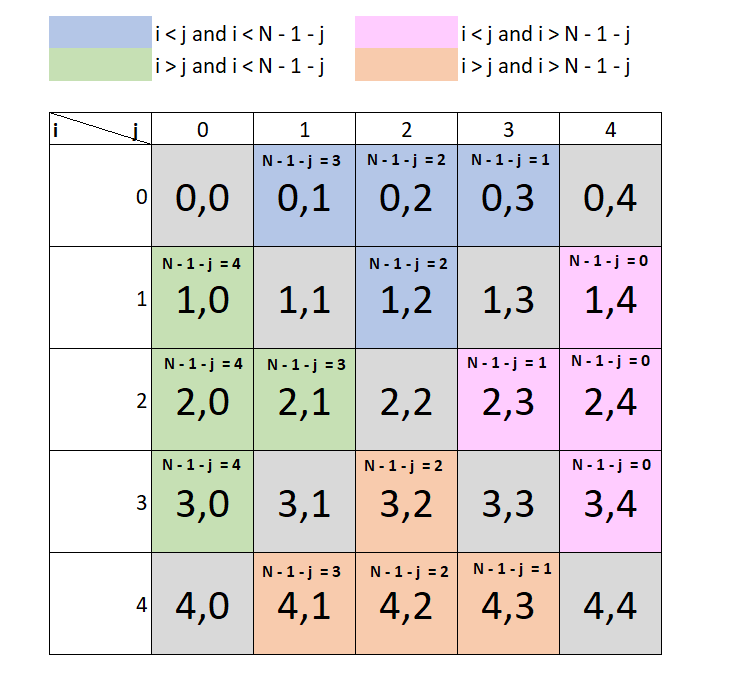 i < j and i < N - 1 - j i < j and i > N - 1 - j
i > j and i < N - 1 - j i > j and i > N - 1 - j
i j 0 1 2 3 4
N - 1 - j = 3 N - 1 - j = 2 N - 1 - j = 1
0 0,0 0,1 0,2 0,3 0,4
N - 1 - j = 4 N - 1 - j = 2 N - 1 - j = 0
1 1,0 1,1 1,2 1,3 1,4
N - 1 - j = 4 N - 1 - j = 3 N - 1 - j = 1 N - 1 - j = 0
2 2,0 2,1 2,2 2,3 2,4
N - 1 - j = 4 N - 1 - j = 2 N - 1 - j = 0
3 3,0 3,1 3,2 3,3 3,4
N - 1 - j = 3 N - 1 - j = 2 N - 1 - j = 1
4 4,0 4,1 4,2 4,3 4,4